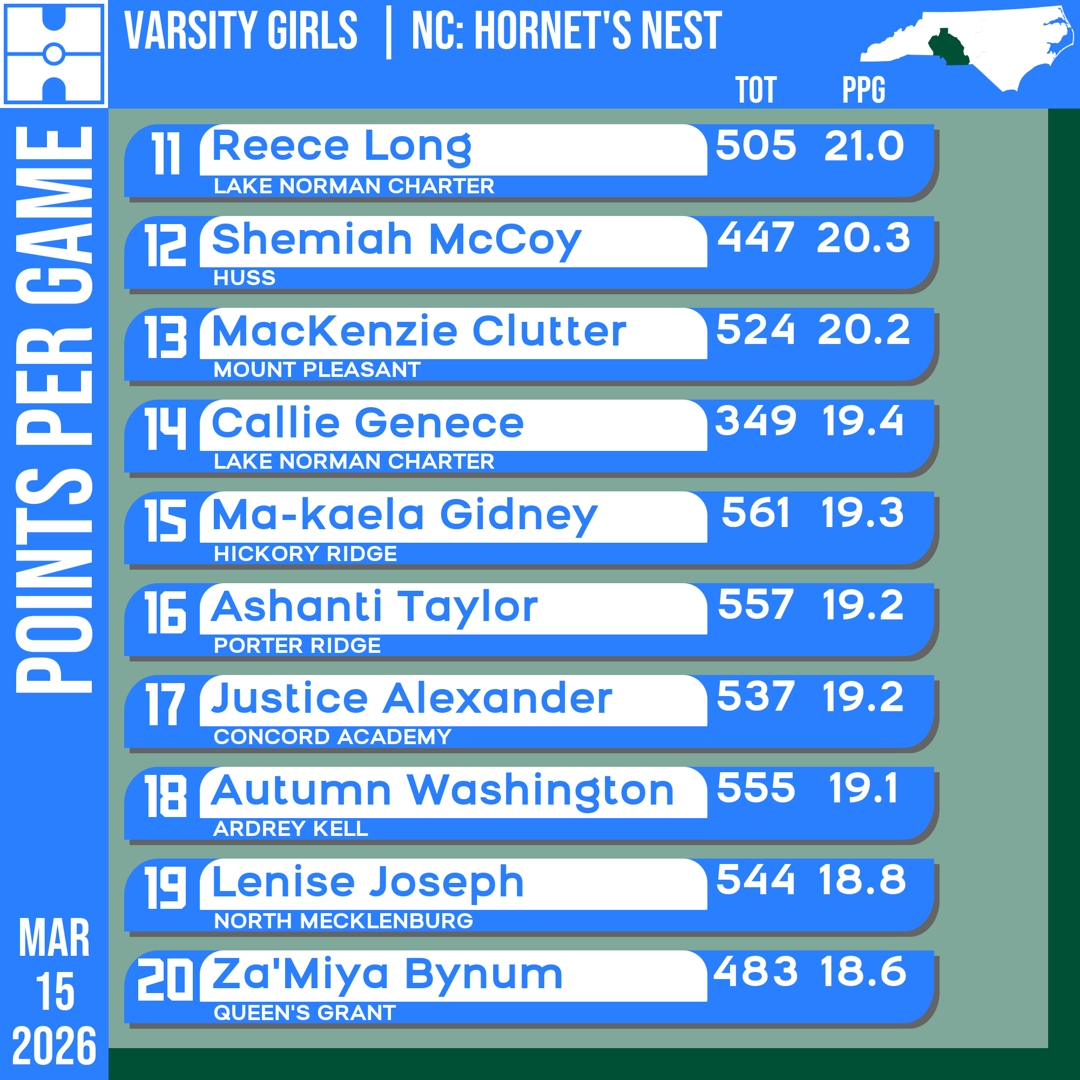 VARSITY GIRLS | NC: HORNET'S NEST
TOT PPG
POINTS PER GAME
11 Reece Long 505 21.0
LAKE NORMAN CHARTER
12 Shemiah McCoy 447 20.3
HUSS
13 MacKenzie Clutter 524 20.2
MOUNT PLEASANT
14 Callie Genece 349 19.4
LAKE NORMAN CHARTER
15 Ma-kaela Gidney 561 19.3
HICKORY RIDGE
16 Ashanti Taylor 557 19.2
PORTER RIDGE
17 Justice Alexander 537 19.2
CONCORD ACADEMY
18 Autumn Washington 555 19.1
ARDREY KELL
19 Lenise Joseph 544 18.8
NORTH MECKLENBURG
20 Za'Miya Bynum 483 18.6
QUEEN'S GRANT
MAR
15
2026